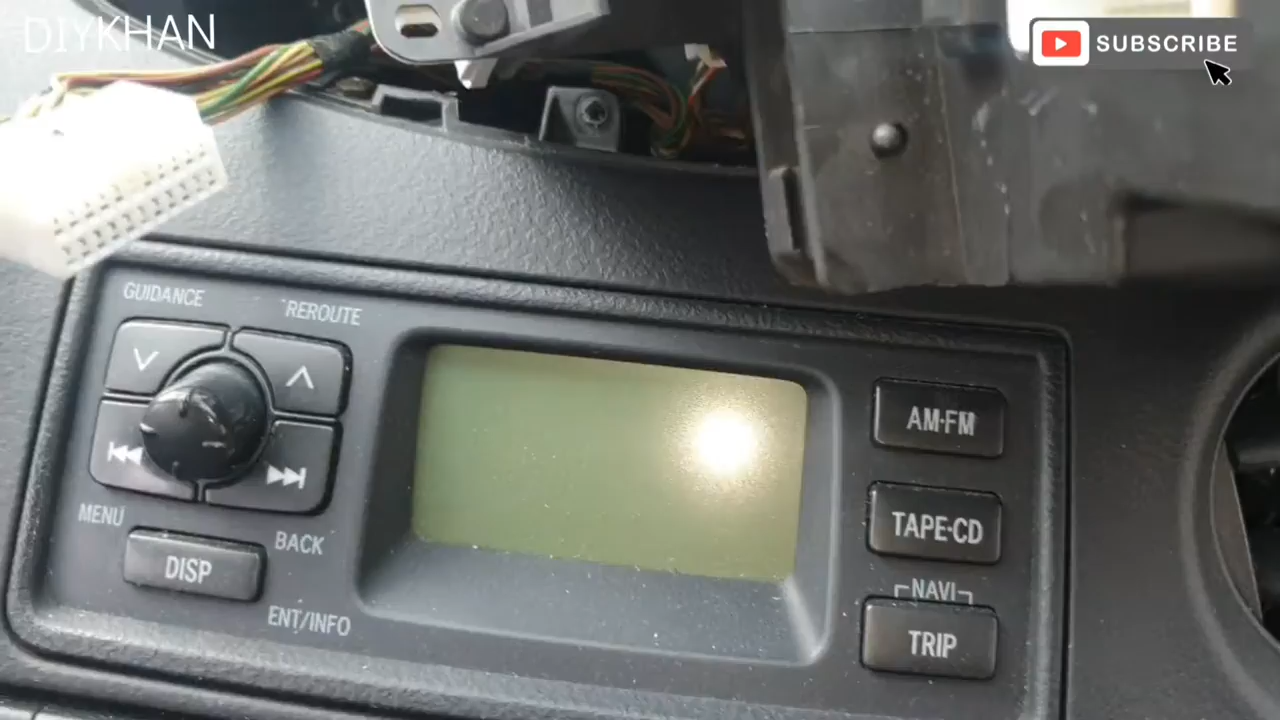 DIYKHAN
SUBSCRIBE
GUIDANCE
REROUTE
MENU
BACK
DISP
ENT/INFO
AM·FM
TAPE·CD
NAVI
TRIP